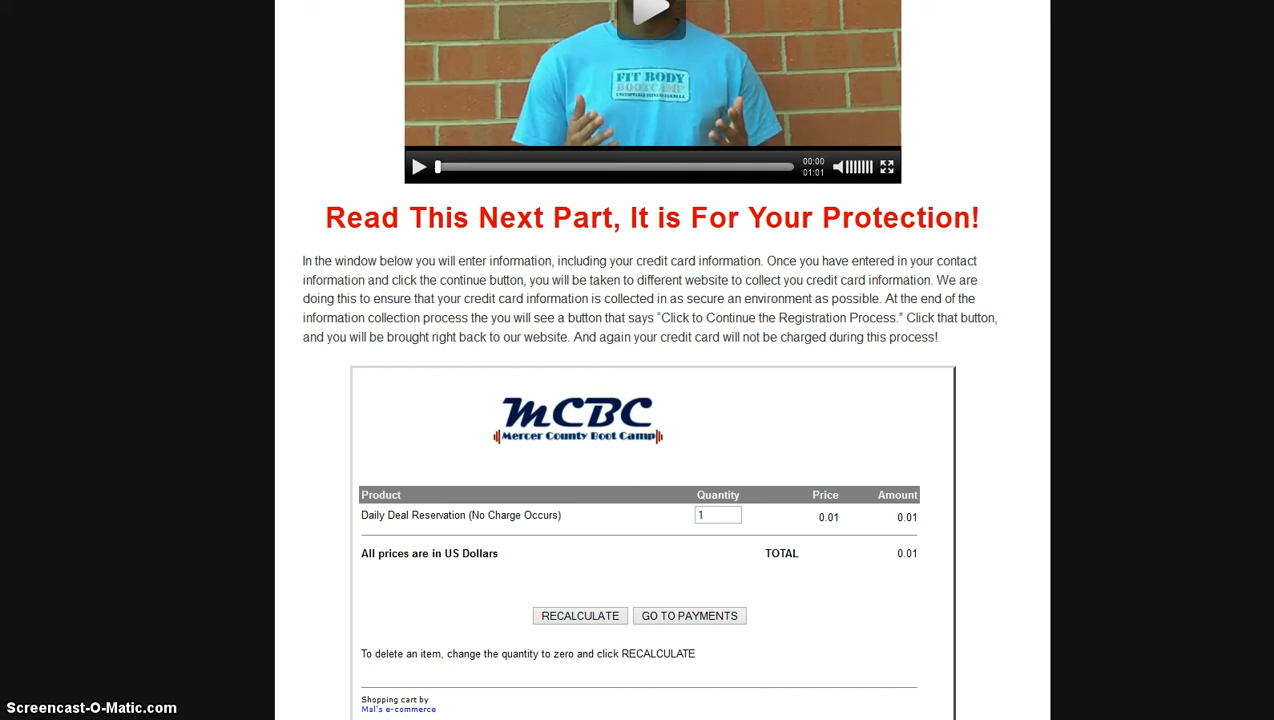 FIT BODY
BOOTCAMP
00:00
01:01
Read This Next Part, It is For Your Protection!
In the window below you will enter information, including your credit card information. Once you have entered in your contact
information and click the continue button, you will be taken to different website to collect you credit card information. We are
doing this to ensure that your credit card information is collected in as secure an environment as possible. At the end of the
information collection process the you will see a button that says “Click to Continue the Registration Process.” Click that button,
and you will be brought right back to our website. And again your credit card will not be charged during this process!
MCBC
Mercer County Boot Camp
Product Quantity Price Amount
Daily Deal Reservation (No Charge Occurs) 1 0.01 0.01
All prices are in US Dollars TOTAL 0.01
RECALCULATE GO TO PAYMENTS
To delete an item, change the quantity to zero and click RECALCULATE
Shopping cart by
Mal's e-commerce
Screencast-O-Matic.com